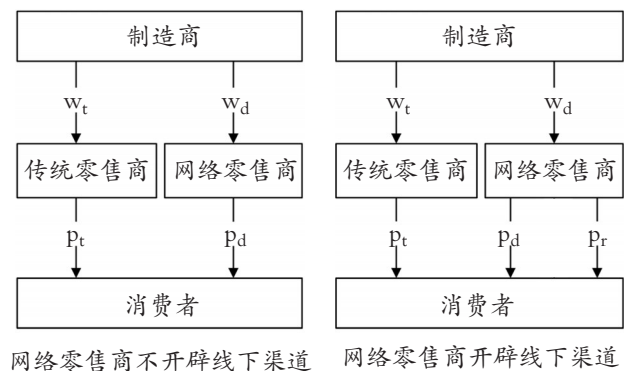 制造商
w_t
w_d
传统零售商
网络零售商
p_t
p_d
消费者
网络零售商不开辟线下渠道
制造商
w_t
w_d
传统零售商
网络零售商
p_t
p_d
p_r
消费者
网络零售商开辟线下渠道